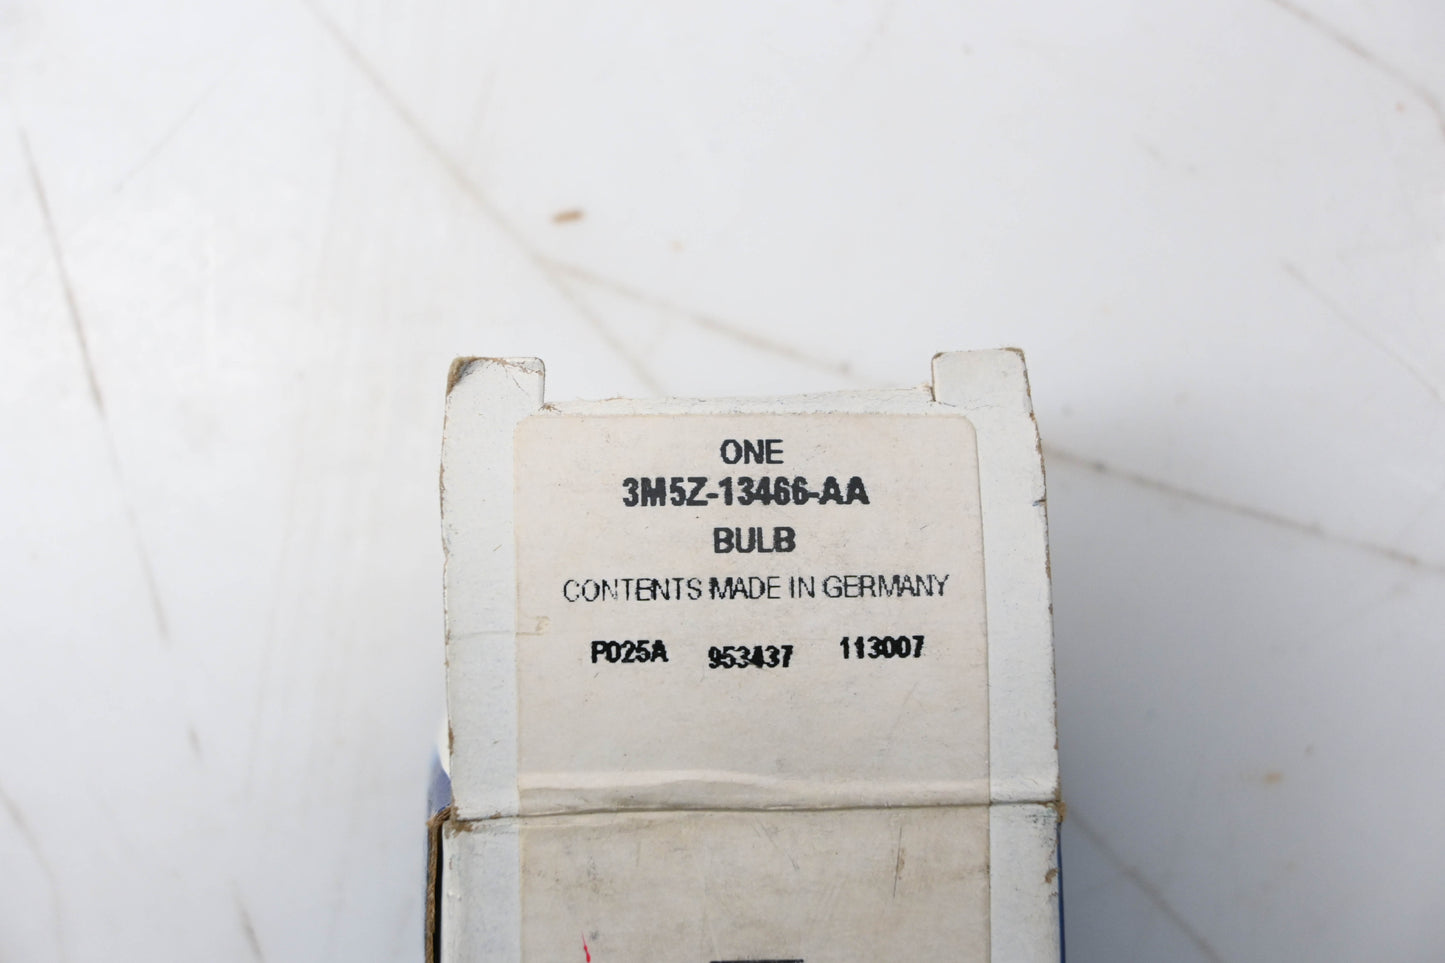 ONE
3M5Z-13466-AA
BULB
CONTENTS MADE IN GERMANY
P025A 953437 113007